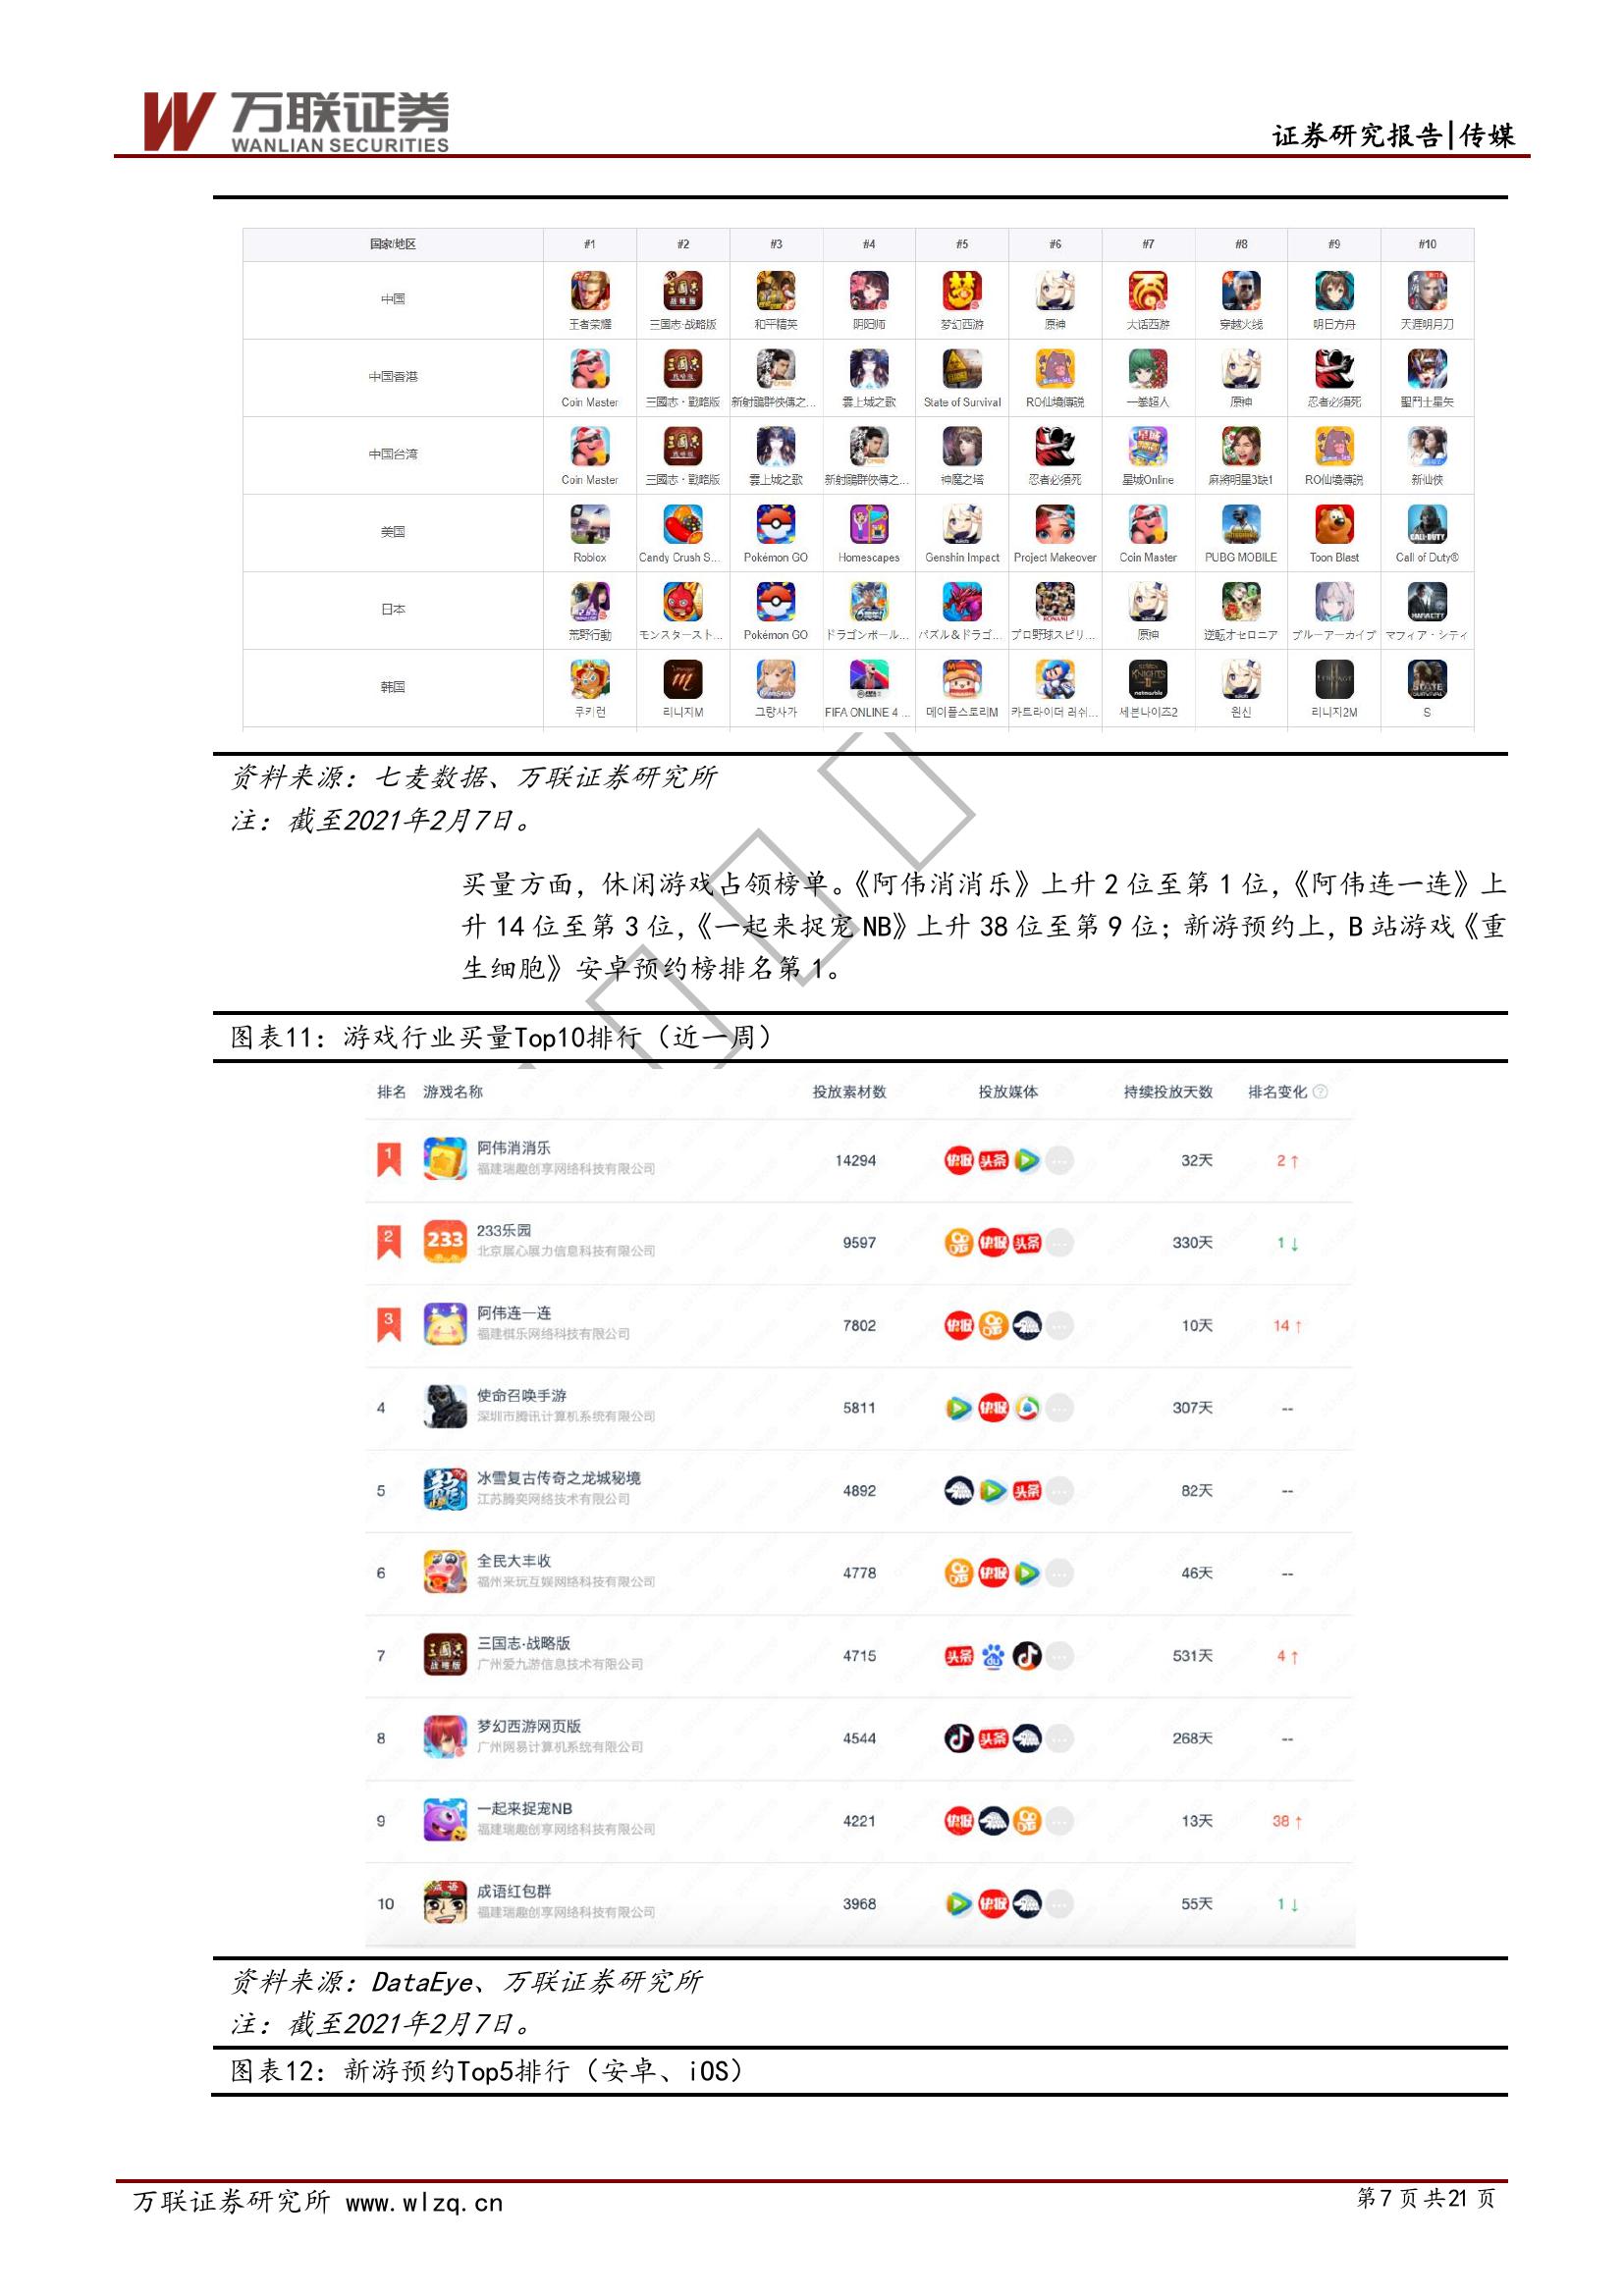 万联证券
WANLIAN SECURITIES
证券研究报告|传媒
国家/地区 #1 #2 #3 #4 #5 #6 #7 #8 #9 #10
中国 王者荣耀 三国志·战略版 和平精英 阴阳师 梦幻西游 原神 大话西游 穿越火线 明日方舟 天涯明月刀
中国香港 Coin Master 三國志·戰略版 新射鵰群俠傳之... 雲上城之歌 State of Survival RO仙境傳說 一拳超人 原神 忍者必須死 聖鬥士星矢
中国台湾 Coin Master 三國志·戰略版 雲上城之歌 新射鵰群俠傳之... 神魔之塔 忍者必須死 星城Online 麻將明星3缺1 RO仙境傳說 新仙俠
美国 Roblox Candy Crush S... Pokémon GO Homescapes Genshin Impact Project Makeover Coin Master PUBG MOBILE Toon Blast Call of Duty®
日本 荒野行動 モンスタースト... Pokémon GO ドラゴンボール... パズル＆ドラゴ... プロ野球スピリ... 原神 逆転オセロニア ブルーアーカイブ マフィア・シティ
韩国 쿠키런 리니지M 그랑사가 FIFA ONLINE 4 ... 메이플스토리M 카트라이더 러쉬... 세븐나이츠2 원신 리니지2M S
资料来源：七麦数据、万联证券研究所
注：截至2021年2月7日。
买量方面，休闲游戏占领榜单。《阿伟消消乐》上升 2 位至第 1 位，《阿伟连一连》上
升 14 位至第 3 位，《一起来捉宠 NB》上升 38 位至第 9 位；新游预约上，B 站游戏《重
生细胞》安卓预约榜排名第 1。
图表11：游戏行业买量Top10排行（近一周）
排名 游戏名称 投放素材数 投放媒体 持续投放天数 排名变化
1 阿伟消消乐 14294 快报 头条 32天 2 ↑
福建瑞趣创享网络科技有限公司
2 233 233乐园 9597 快报 头条 330天 1 ↓
北京展心展力信息科技有限公司
3 阿伟连一连 7802 快报 10天 14 ↑
福建棋乐网络科技有限公司
4 使命召唤手游 5811 快报 307天 --
深圳市腾讯计算机系统有限公司
5 冰雪复古传奇之龙城秘境 4892 头条 82天 --
江苏腾奕网络技术有限公司
6 全民大丰收 4778 快报 46天 --
福州来玩互娱网络科技有限公司
7 三国志·战略版 4715 头条 du 531天 4 ↑
广州爱九游信息技术有限公司
8 梦幻西游网页版 4544 头条 268天 --
广州网易计算机系统有限公司
9 一起来捉宠NB 4221 快报 13天 38 ↑
福建瑞趣创享网络科技有限公司
10 成语红包群 3968 快报 55天 1 ↓
福建瑞趣创享网络科技有限公司
资料来源：DataEye、万联证券研究所
注：截至2021年2月7日。
图表12：新游预约Top5排行（安卓、iOS）
万联证券研究所 www.wlzq.cn
第 7 页 共 21 页